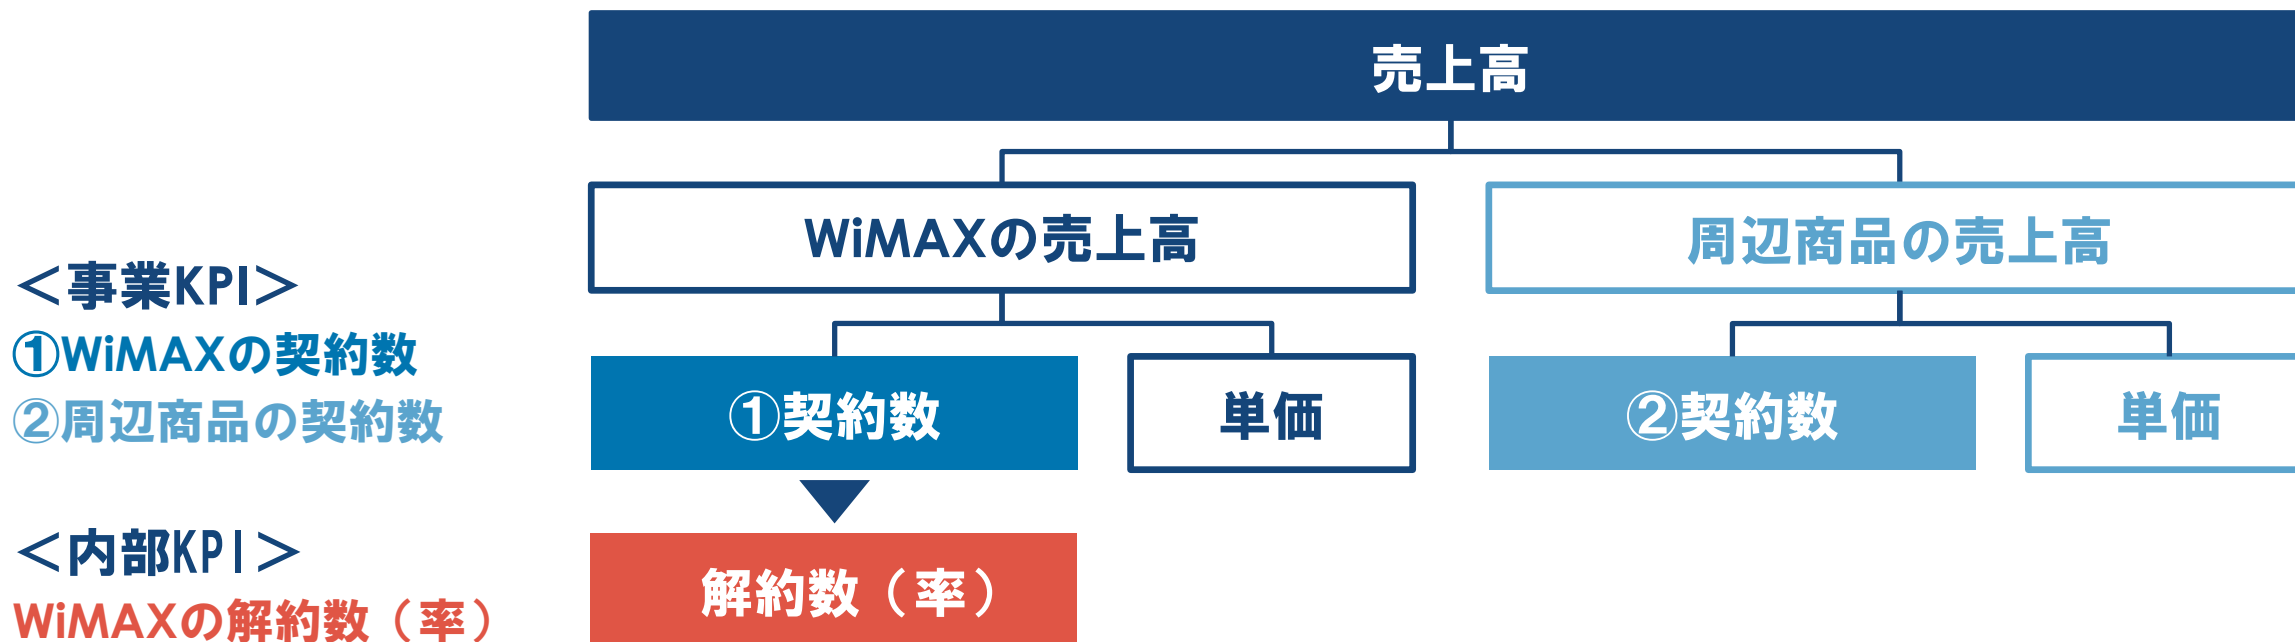 売上高
WiMAXの売上高
周辺商品の売上高
＜事業KPI＞
①WiMAXの契約数
②周辺商品の契約数
①契約数
単価
②契約数
単価
＜内部KPI＞
WiMAXの解約数（率）
解約数（率）